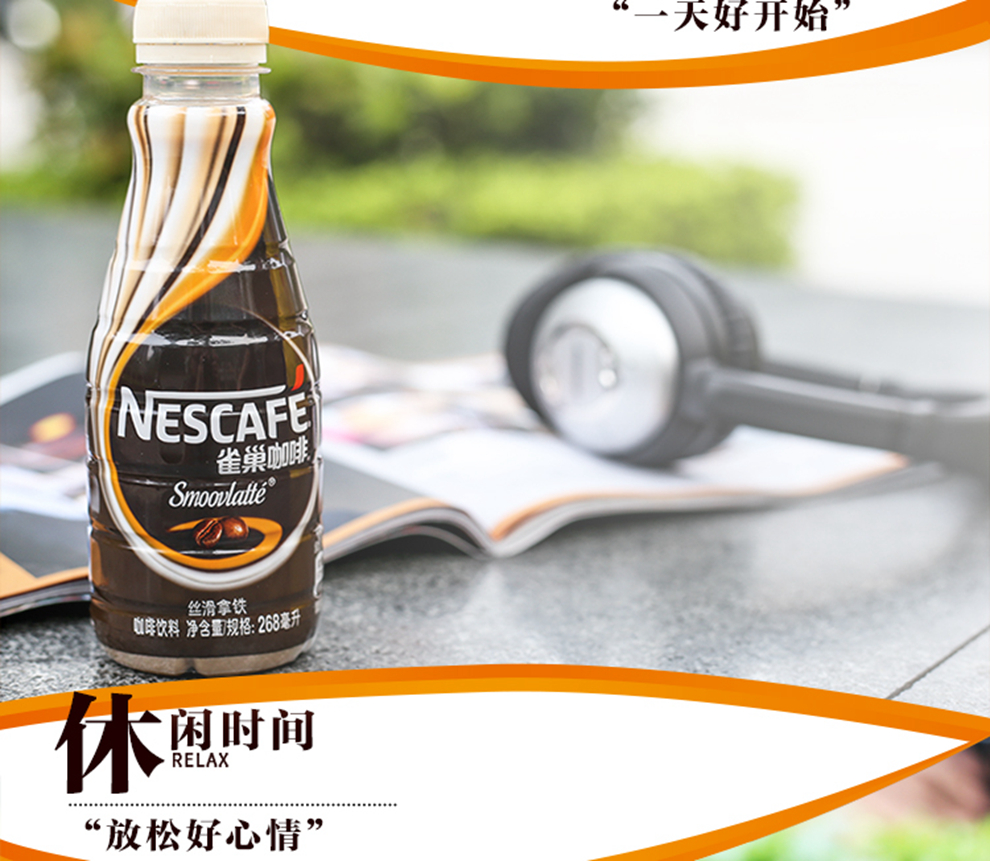 “一天好开始”
NESCAFÉ
雀巢咖啡
Smoovlatté®
丝滑拿铁
咖啡饮料 净含量/规格: 268毫升
休闲时间
RELAX
“放松好心情”